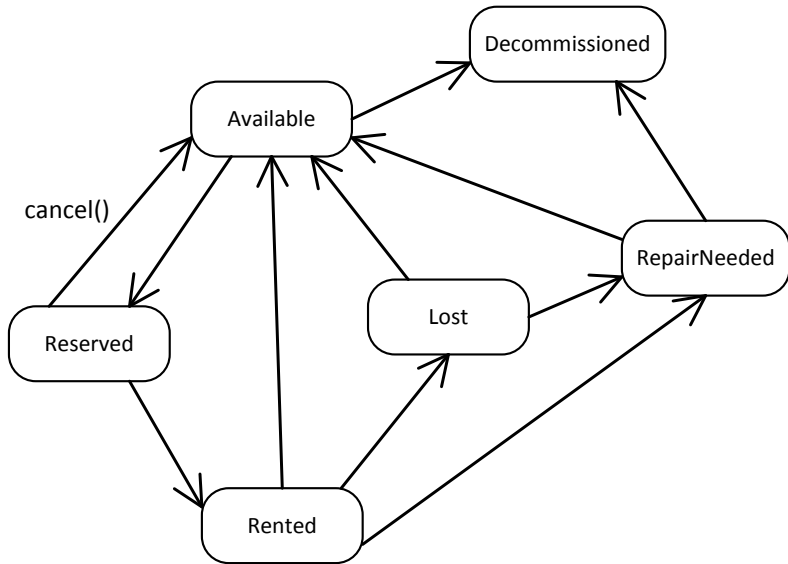 Decommissioned
Available
cancel()
RepairNeeded
Lost
Reserved
Rented